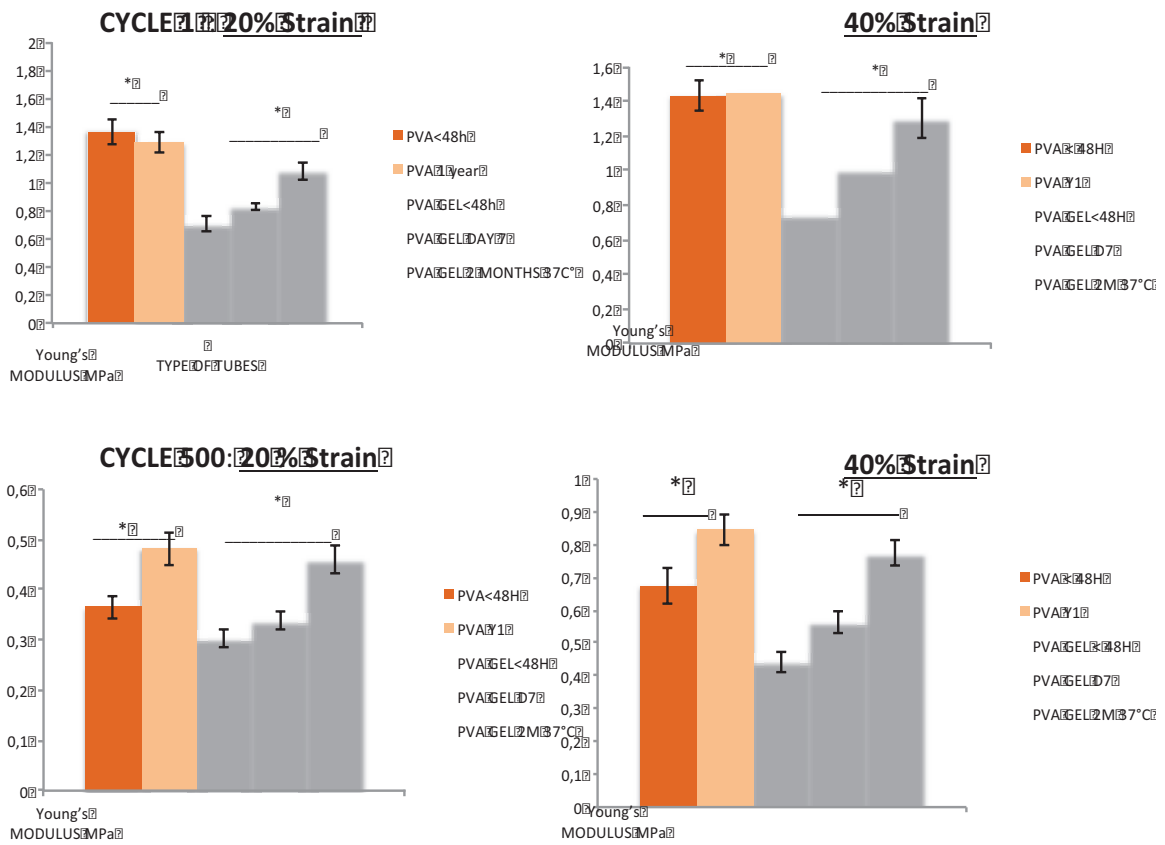 CYCLE 1 : 20% Strain
2
1,8
1,6
1,4
1,2
1
0,8
0,6
0,4
0,2
0
*
*
Young's
MODULUS MPa
TYPE OF TUBES
PVA<48h
PVA 1 year
PVA GEL<48h
PVA GEL DAY 7
PVA GEL 2 MONTHS 37C°
40% Strain
1,6
1,4
1,2
1
0,8
0,6
0,4
0,2
0
*
*
Young's
MODULUS MPa
PVA < 48H
PVA Y1
PVA GEL<48H
PVA GEL D7
PVA GEL 2M 37°C
CYCLE 500: 20 % Strain
0,6
0,5
0,4
0,3
0,2
0,1
0
*
*
Young's
MODULUS MPa
PVA<48H
PVA Y1
PVA GEL<48H
PVA GEL D7
PVA GEL 2M 37°C
40% Strain
1
0,9
0,8
0,7
0,6
0,5
0,4
0,3
0,2
0,1
0
*
*
Young's
MODULUS MPa
PVA < 48H
PVA Y1
PVA GEL < 48H
PVA GEL D7
PVA GEL 2M 37°C